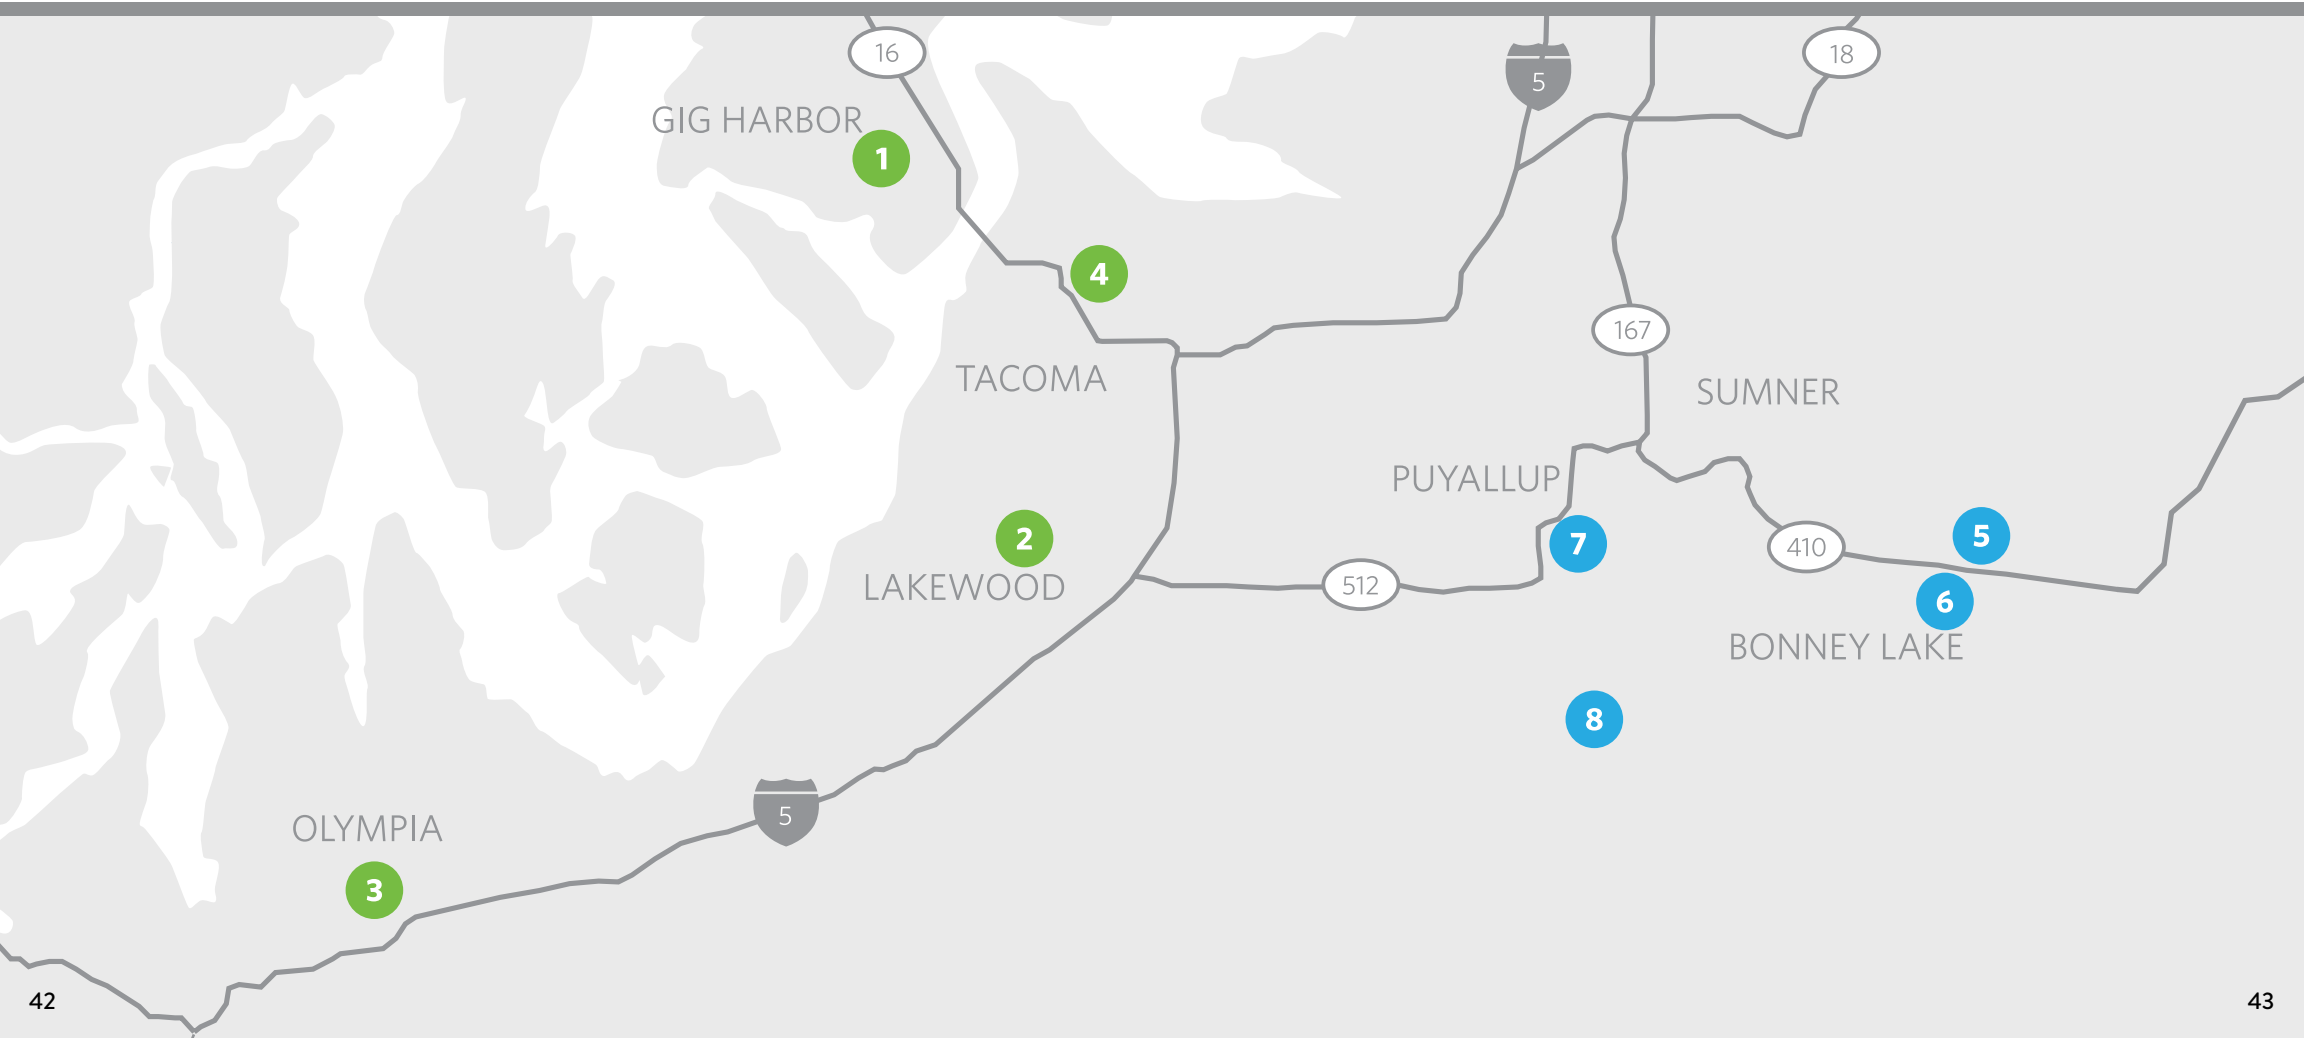 16
5
18
GIG HARBOR
1
4
167
TACOMA
SUMNER
PUYALLUP
2
7
5
410
LAKEWOOD
512
6
BONNEY LAKE
8
5
OLYMPIA
3
42
43